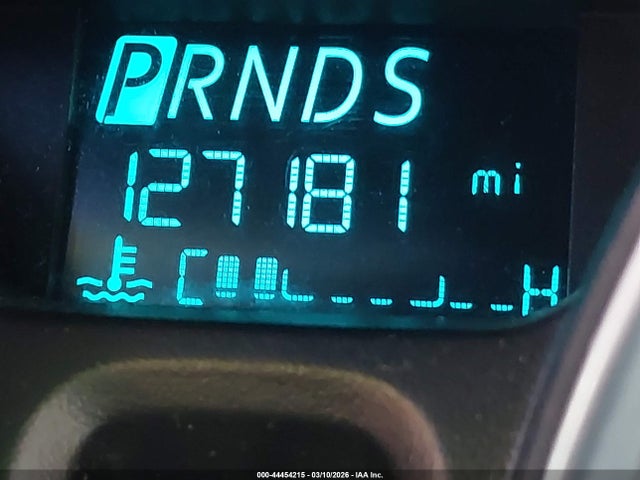 PRNDS
127181 mi
C H
000-44454215 - 03/10/2026 - IAA Inc.